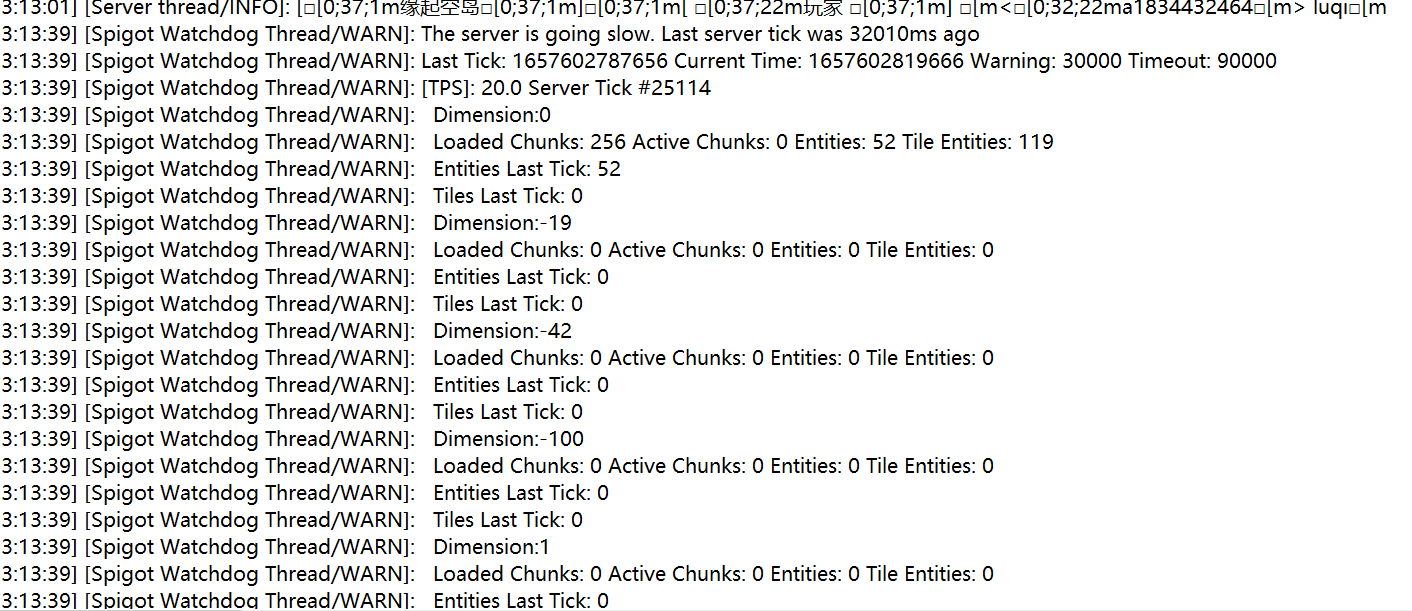 3:13:01] [Server thread/INFO]: [□[0;37;1m缘起空岛□[0;37;1m]□[0;37;1m[ □[0;37;22m玩家 □[0;37;1m] □[m<□[0;32;22ma1834432464□[m> luqi□[m
3:13:39] [Spigot Watchdog Thread/WARN]: The server is going slow. Last server tick was 32010ms ago
3:13:39] [Spigot Watchdog Thread/WARN]: Last Tick: 1657602787656 Current Time: 1657602819666 Warning: 30000 Timeout: 90000
3:13:39] [Spigot Watchdog Thread/WARN]: [TPS]: 20.0 Server Tick #25114
3:13:39] [Spigot Watchdog Thread/WARN]:   Dimension:0
3:13:39] [Spigot Watchdog Thread/WARN]:   Loaded Chunks: 256 Active Chunks: 0 Entities: 52 Tile Entities: 119
3:13:39] [Spigot Watchdog Thread/WARN]:   Entities Last Tick: 52
3:13:39] [Spigot Watchdog Thread/WARN]:   Tiles Last Tick: 0
3:13:39] [Spigot Watchdog Thread/WARN]:   Dimension:-19
3:13:39] [Spigot Watchdog Thread/WARN]:   Loaded Chunks: 0 Active Chunks: 0 Entities: 0 Tile Entities: 0
3:13:39] [Spigot Watchdog Thread/WARN]:   Entities Last Tick: 0
3:13:39] [Spigot Watchdog Thread/WARN]:   Tiles Last Tick: 0
3:13:39] [Spigot Watchdog Thread/WARN]:   Dimension:-42
3:13:39] [Spigot Watchdog Thread/WARN]:   Loaded Chunks: 0 Active Chunks: 0 Entities: 0 Tile Entities: 0
3:13:39] [Spigot Watchdog Thread/WARN]:   Entities Last Tick: 0
3:13:39] [Spigot Watchdog Thread/WARN]:   Tiles Last Tick: 0
3:13:39] [Spigot Watchdog Thread/WARN]:   Dimension:-100
3:13:39] [Spigot Watchdog Thread/WARN]:   Loaded Chunks: 0 Active Chunks: 0 Entities: 0 Tile Entities: 0
3:13:39] [Spigot Watchdog Thread/WARN]:   Entities Last Tick: 0
3:13:39] [Spigot Watchdog Thread/WARN]:   Tiles Last Tick: 0
3:13:39] [Spigot Watchdog Thread/WARN]:   Dimension:1
3:13:39] [Spigot Watchdog Thread/WARN]:   Loaded Chunks: 0 Active Chunks: 0 Entities: 0 Tile Entities: 0
3:13:39] [Spigot Watchdog Thread/WARN]:   Entities Last Tick: 0